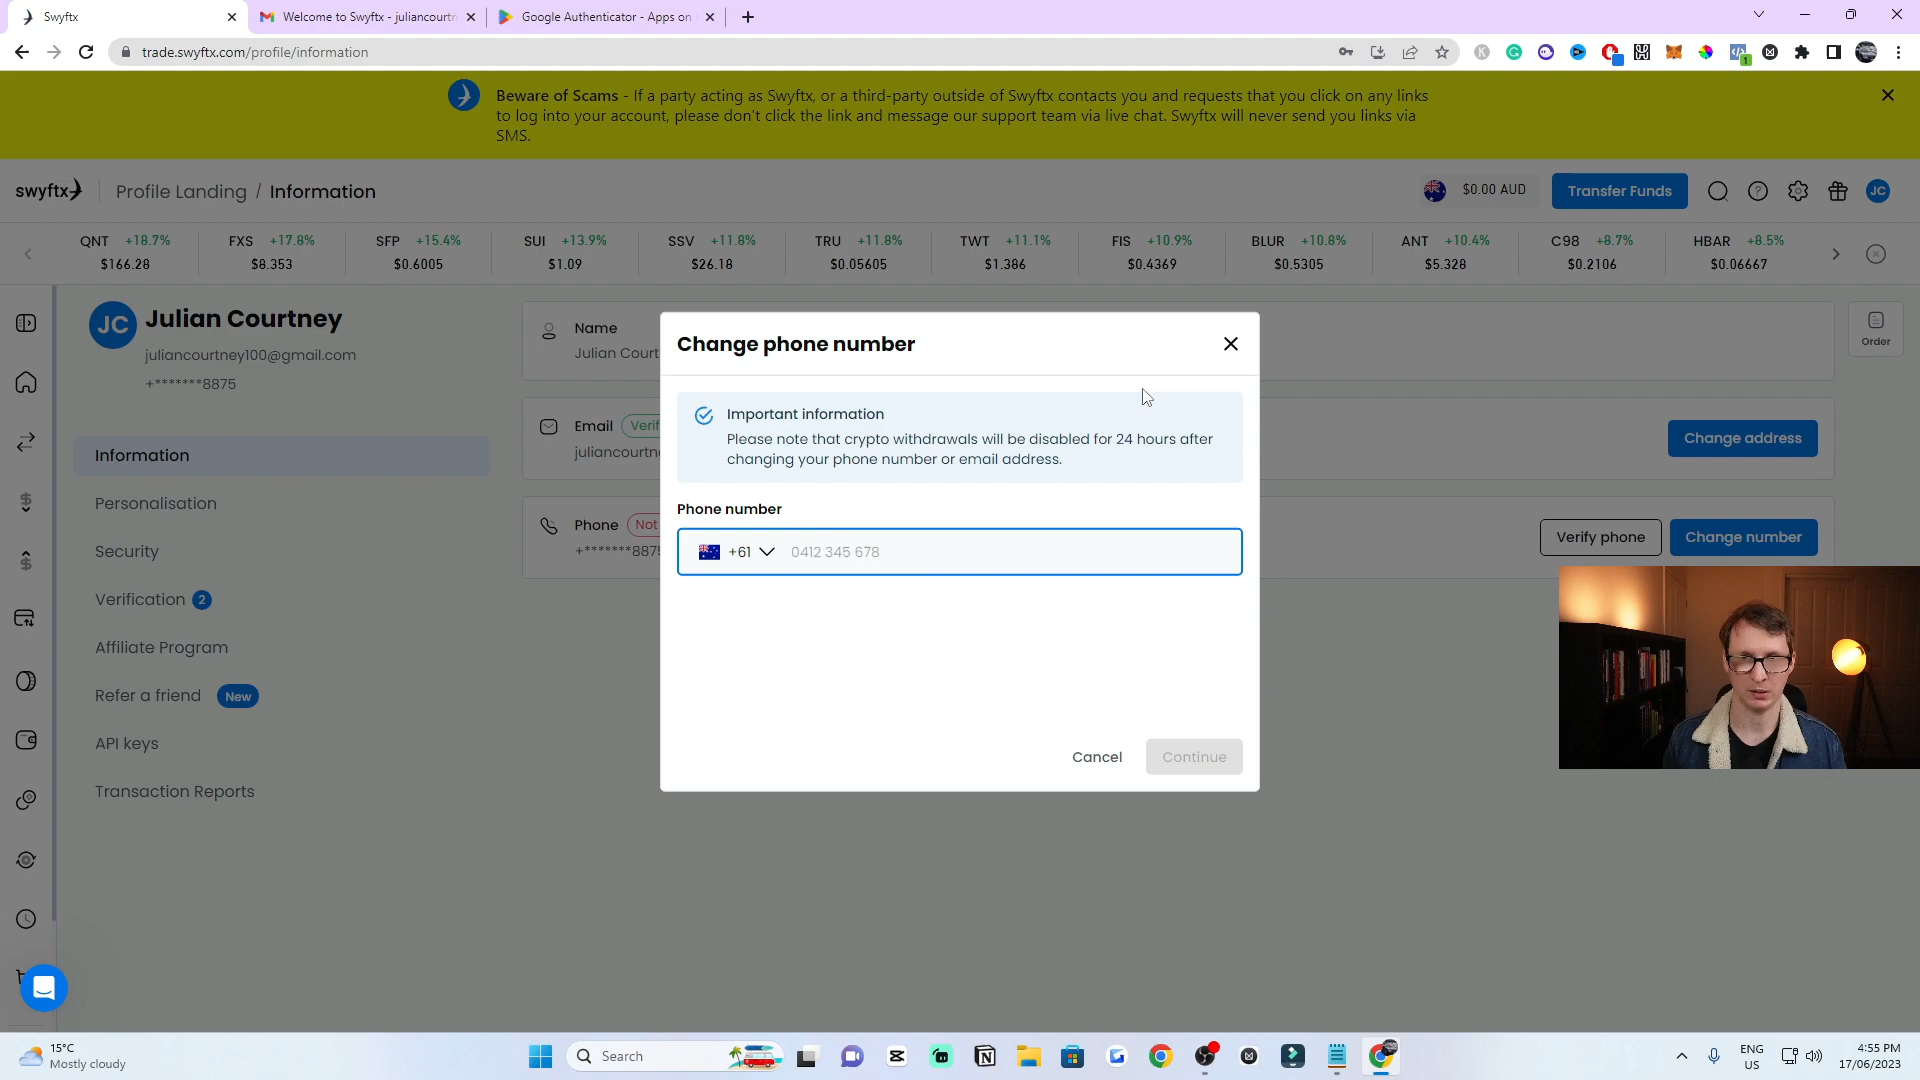 Swyftx
Welcome to Swyftx - juliancourtn
Google Authenticator - Apps on
trade.swyftx.com/profile/information
Beware of Scams - If a party acting as Swyftx, or a third-party outside of Swyftx contacts you and requests that you click on any links
to log into your account, please don't click the link and message our support team via live chat. Swyftx will never send you links via
SMS.
swyftx
Profile Landing / Information
$0.00 AUD
Transfer Funds
JC
QNT +18.7% FXS +17.8% SFP +15.4% SUI +13.9% SSV +11.8% TRU +11.8% TWT +11.1% FIS +10.9% BLUR +10.8% ANT +10.4% C98 +8.7% HBAR +8.5%
$166.28 $8.353 $0.6005 $1.09 $26.18 $0.05605 $1.386 $0.4369 $0.5305 $5.328 $0.2106 $0.06667
JC
Julian Courtney
juliancourtney100@gmail.com
+*******8875
Information
Personalisation
Security
Verification 2
Affiliate Program
Refer a friend New
API keys
Transaction Reports
Name
Julian Court
Email Verif
juliancourtn
Change address
Phone Not
+*******8875
Verify phone
Change number
Order
Change phone number
Important information
Please note that crypto withdrawals will be disabled for 24 hours after
changing your phone number or email address.
Phone number
+61 0412 345 678
Cancel
Continue
15°C
Mostly cloudy
Search
ENG
US
4:55 PM
17/06/2023